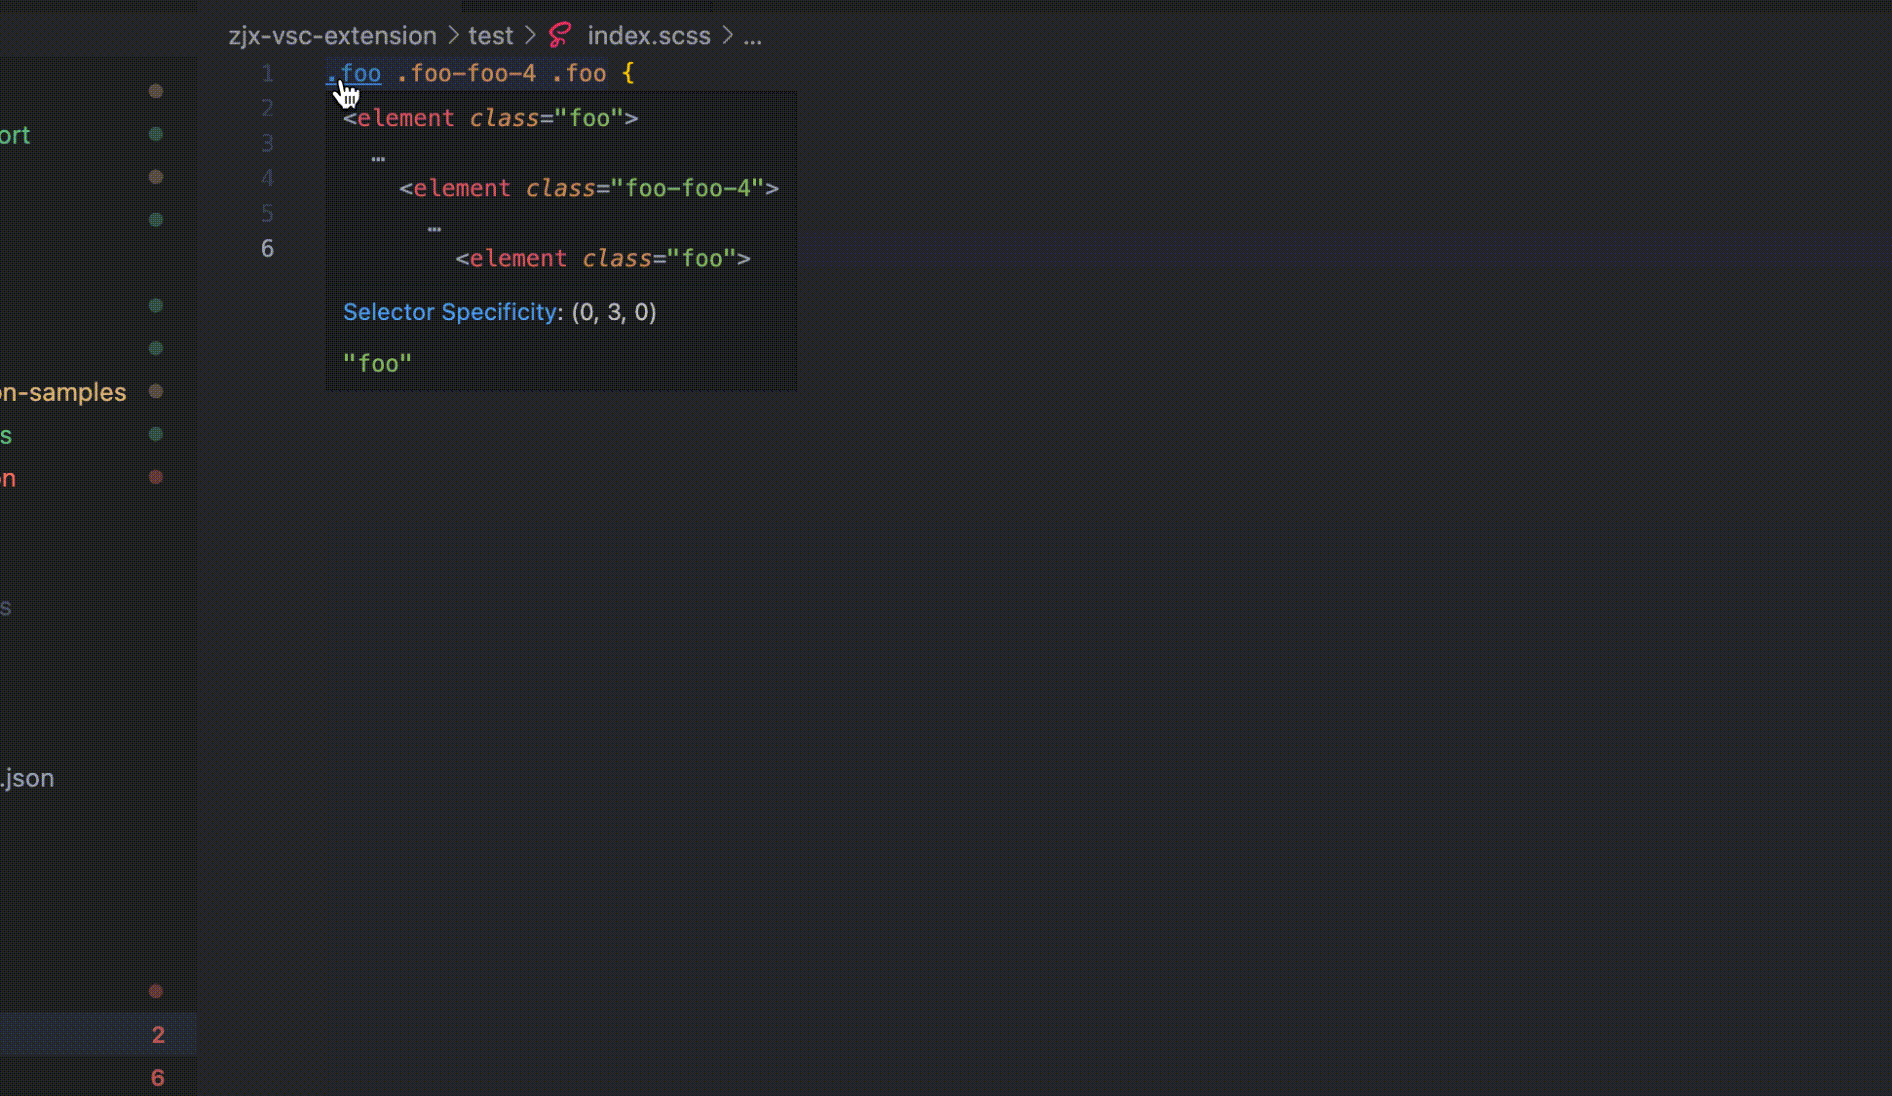 zjx-vsc-extension > test > index.scss > ...
1 .foo .foo-foo-4 .foo {
2
<element class="foo">
3
…
4
<element class="foo-foo-4">
5
…
6
<element class="foo">
Selector Specificity: (0, 3, 0)
"foo"
ort
n-samples
s
n
s
.json
2
6